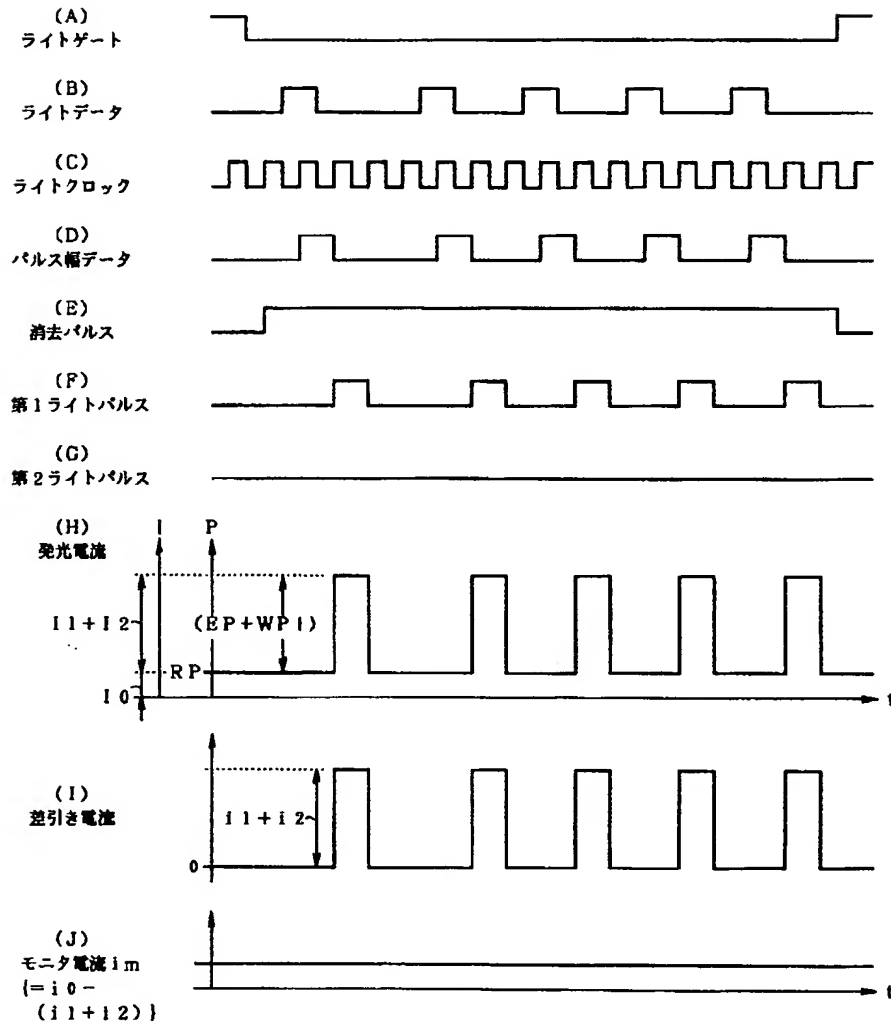 (A)
ライトゲート
(B)
ライトデータ
(C)
ライトクロック
(D)
パルス幅データ
(E)
消去パルス
(F)
第1ライトパルス
(G)
第2ライトパルス
(H)
発光電流
I
P
I1+I2
(EP+WP1)
RP
I0
t
(I)
差引き電流
i1+i2
0
(J)
モニタ電流im
{=i0-
(i1+i2)}
t